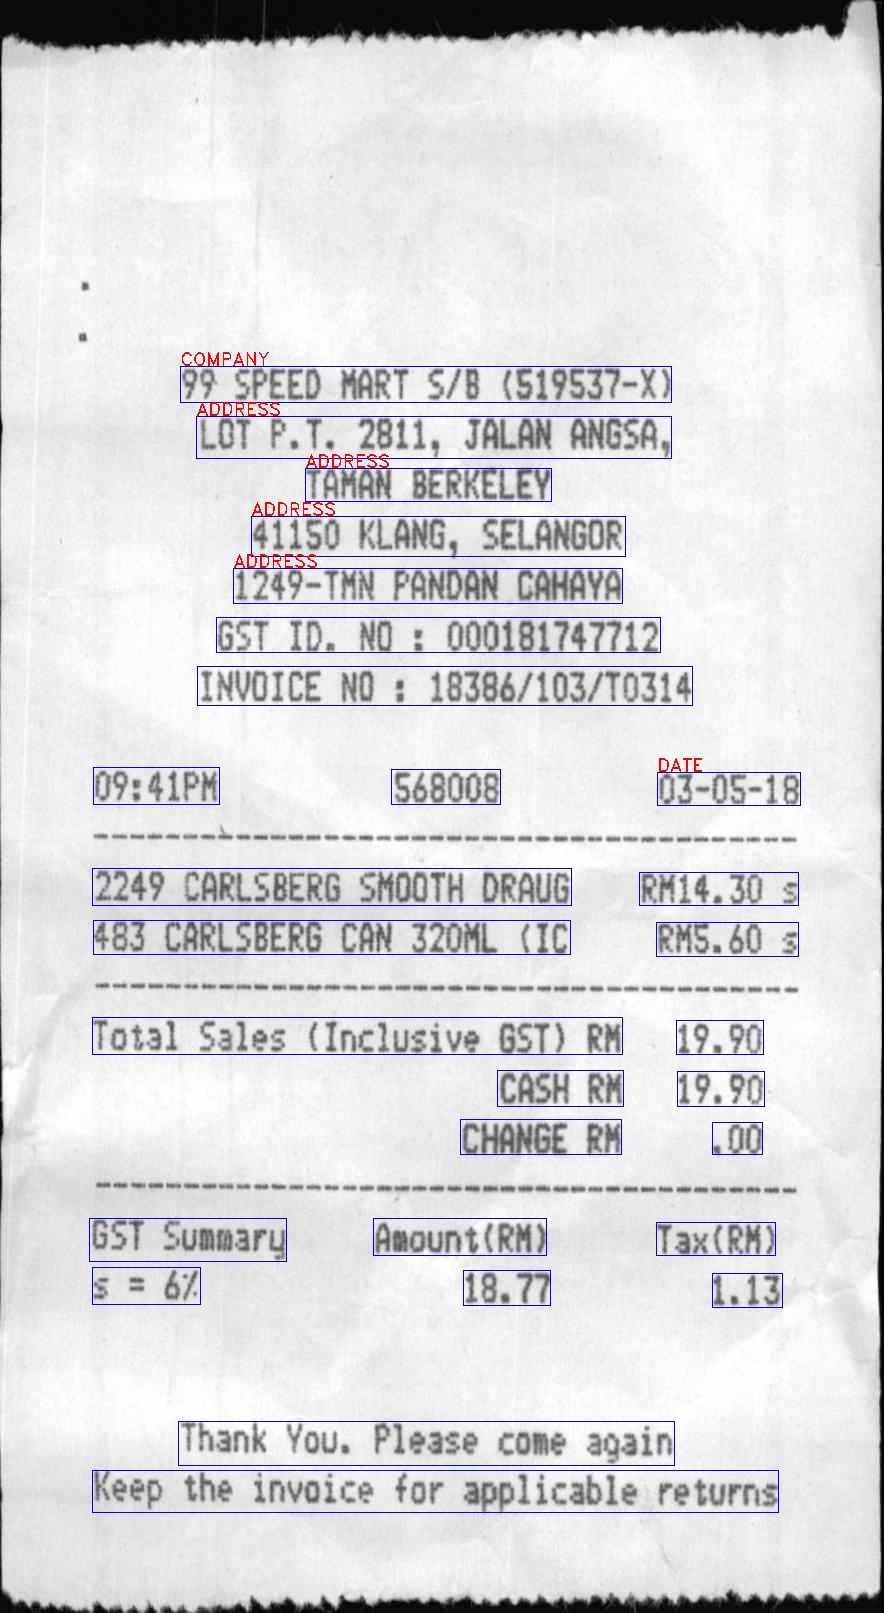 COMPANY
99 SPEED MART S/B (519537-X)
ADDRESS
LOT P.T. 2811, JALAN ANGSA,
ADDRESS
TAMAN BERKELEY
ADDRESS
41150 KLANG, SELANGOR
ADDRESS
1249-TMN PANDAN CAHAYA
GST ID. NO : 000181747712
INVOICE NO : 18386/103/T0314
DATE
09:41PM 568008 03-05-18
2249 CARLSBERG SMOOTH DRAUG RM14.30 s
483 CARLSBERG CAN 320ML (IC RM5.60 s
Total Sales (Inclusive GST) RM 19.90
CASH RM 19.90
CHANGE RM .00
GST Summary Amount(RM) Tax(RM)
s = 6% 18.77 1.13
Thank You. Please come again
Keep the invoice for applicable returns